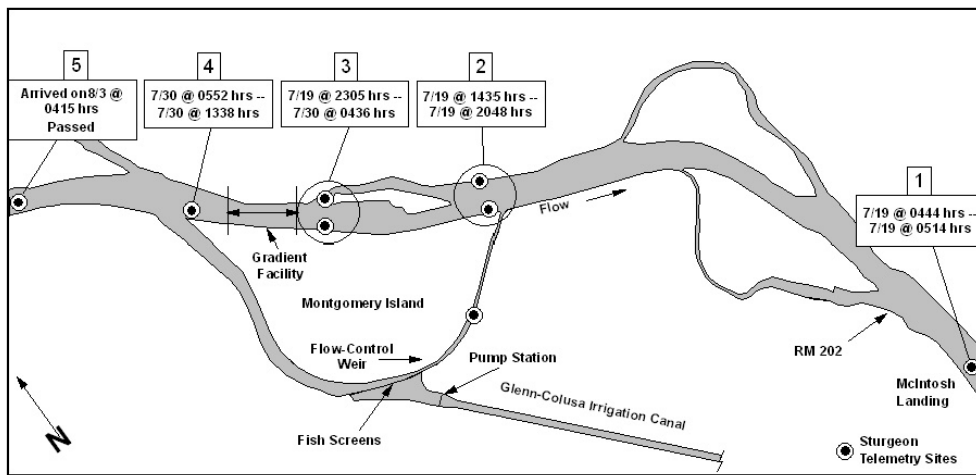 5
Arrived on8/3 @
0415 hrs
Passed
4
7/30 @ 0552 hrs --
7/30 @ 1338 hrs
3
7/19 @ 2305 hrs --
7/30 @ 0436 hrs
2
7/19 @ 1435 hrs --
7/19 @ 2048 hrs
1
7/19 @ 0444 hrs --
7/19 @ 0514 hrs
Flow
Gradient
Facility
Montgomery Island
Flow-Control
Weir
Pump Station
RM 202
McIntosh
Landing
Glenn-Colusa Irrigation Canal
Fish Screens
N
Sturgeon
Telemetry Sites